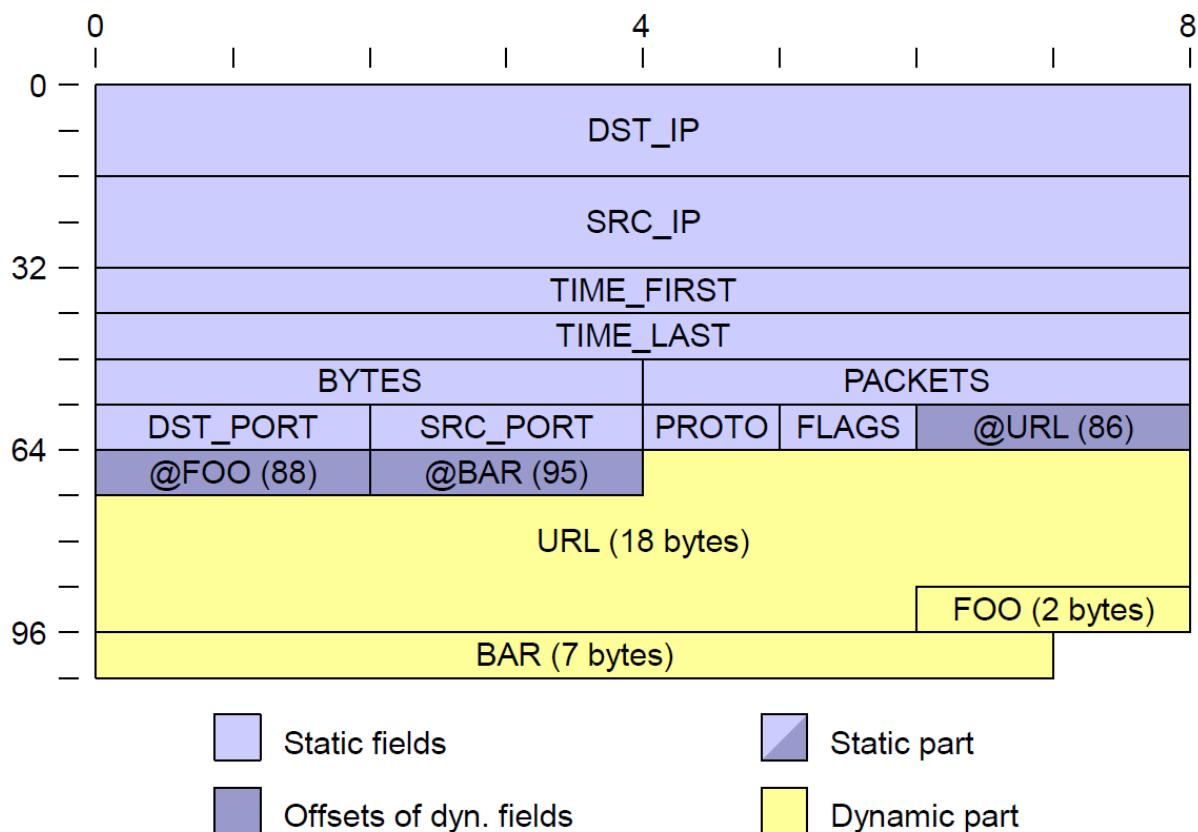 0 4 8
0
DST_IP
SRC_IP
32
TIME_FIRST
TIME_LAST
BYTES PACKETS
DST_PORT SRC_PORT PROTO FLAGS @URL (86)
64
@FOO (88) @BAR (95)
URL (18 bytes)
FOO (2 bytes)
96
BAR (7 bytes)
Static fields Static part
Offsets of dyn. fields Dynamic part